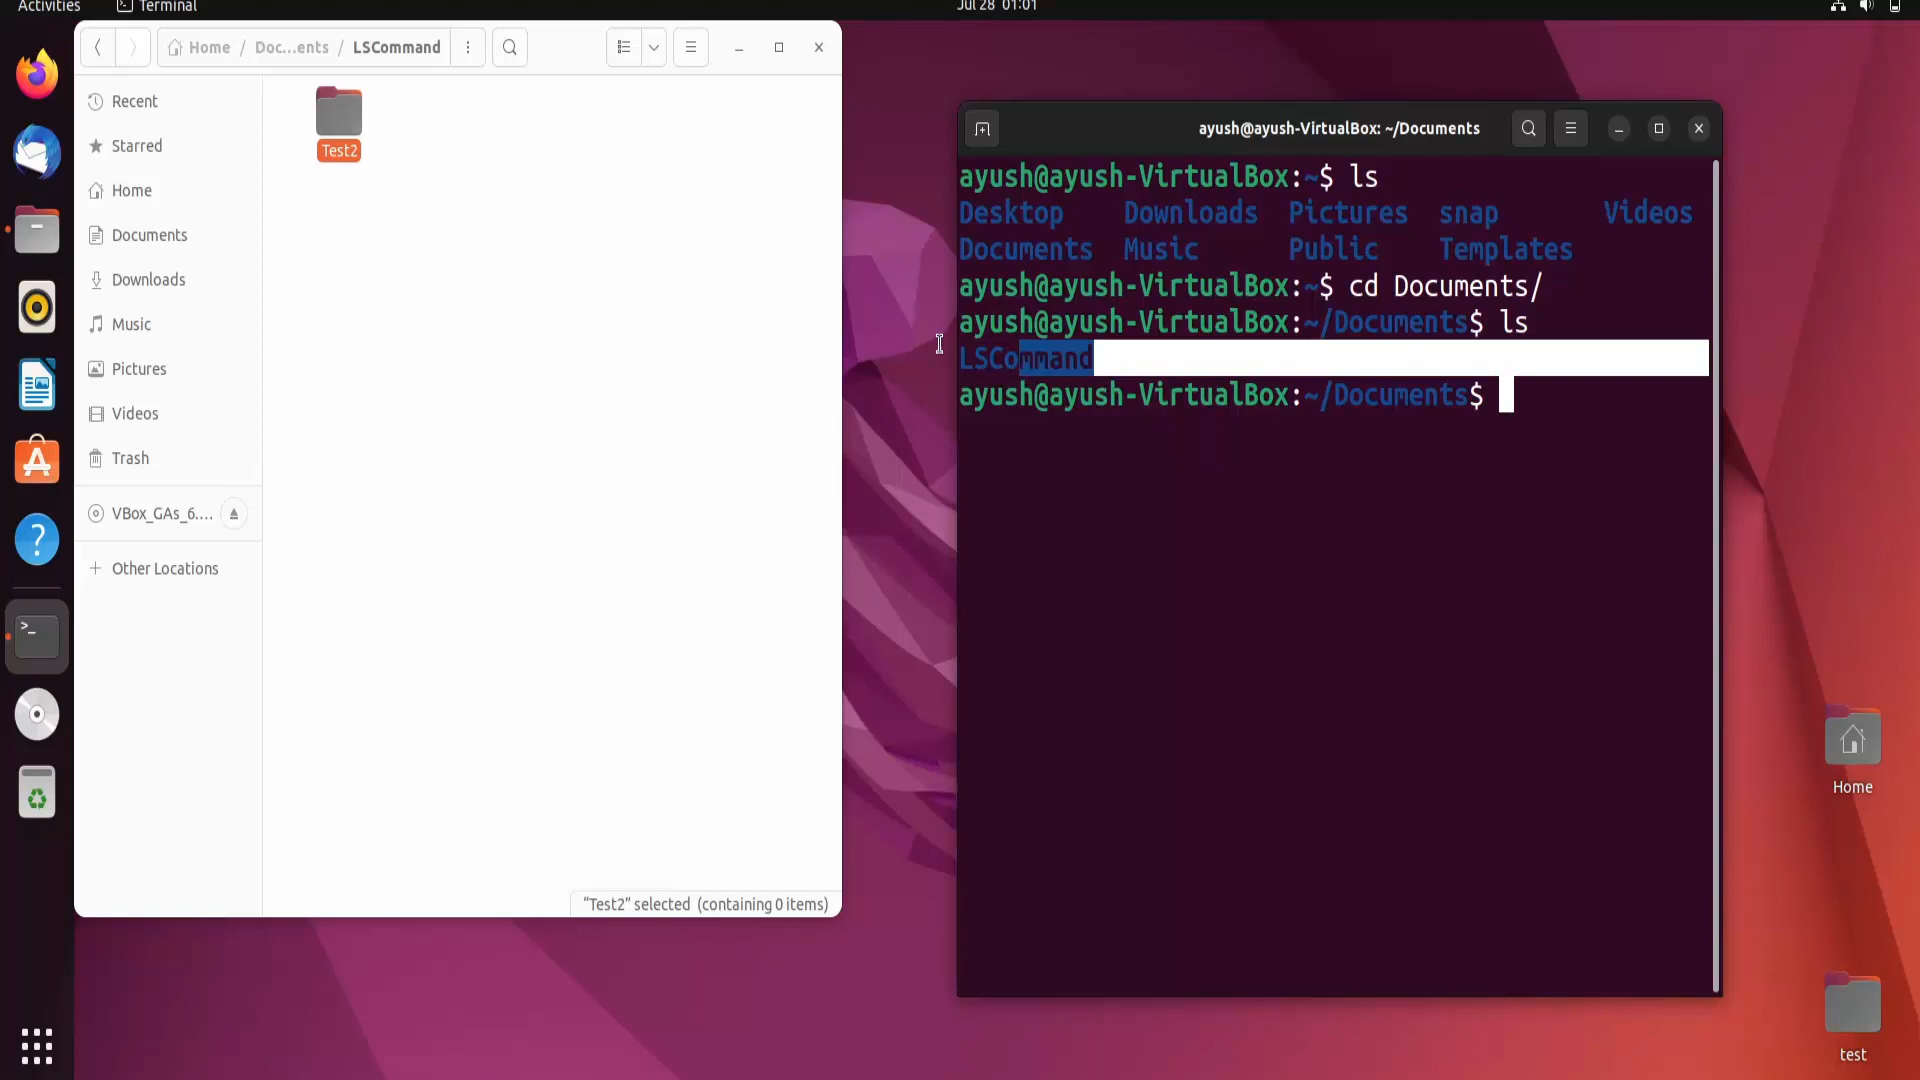 Activities Terminal Jul 28 01:01
Home / Doc...ents / LSCommand
Recent
Starred
Home
Documents
Downloads
Music
Pictures
Videos
Trash
VBox_GAs_6....
Other Locations
Test2
"Test2" selected (containing 0 items)
ayush@ayush-VirtualBox: ~/Documents
ayush@ayush-VirtualBox:~$ ls
Desktop Downloads Pictures snap Videos
Documents Music Public Templates
ayush@ayush-VirtualBox:~$ cd Documents/
ayush@ayush-VirtualBox:~/Documents$ ls
LSCommand
ayush@ayush-VirtualBox:~/Documents$
Home
test